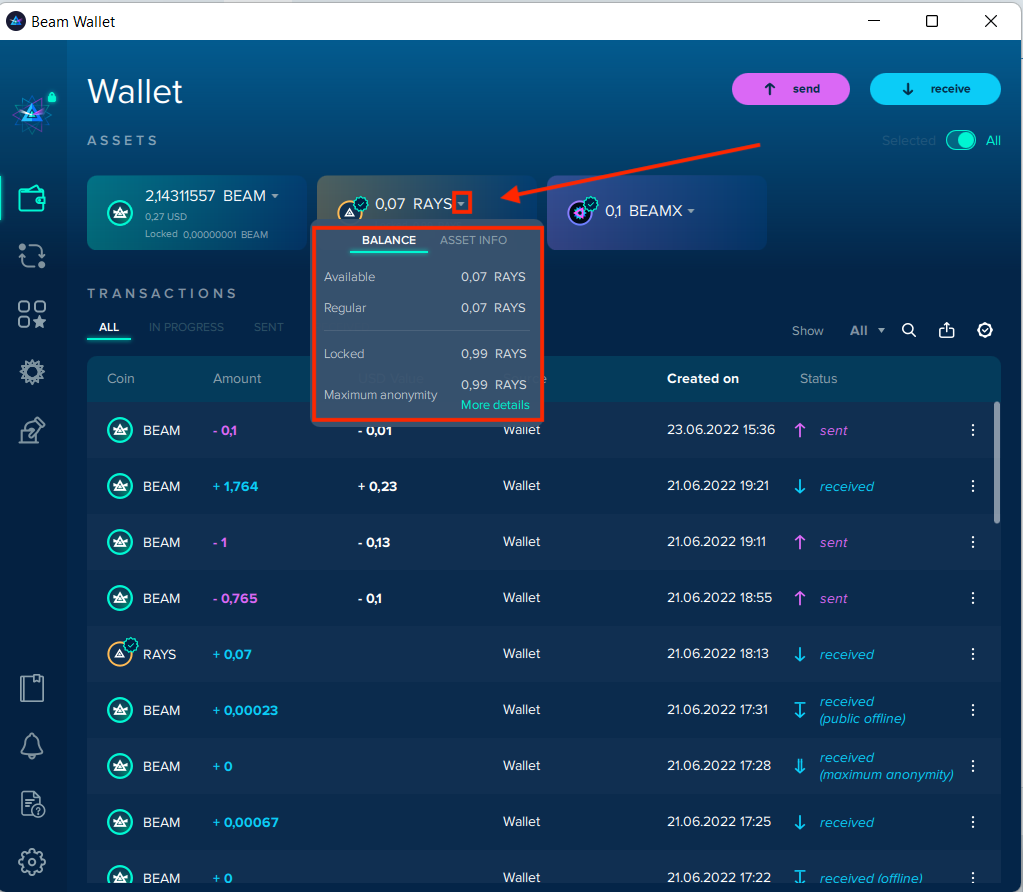 Beam Wallet
Wallet
send
receive
ASSETS
Selected
All
2,14311557 BEAM
0,27 USD
Locked 0,00000001 BEAM
0,07 RAYS
0,1 BEAMX
BALANCE
ASSET INFO
Available 0,07 RAYS
Regular 0,07 RAYS
Locked 0,99 RAYS
Maximum anonymity 0,99 RAYS
More details
TRANSACTIONS
ALL IN PROGRESS SENT
Show All
Coin Amount Created on Status
BEAM - 0,1 - 0,01 Wallet 23.06.2022 15:36 sent
BEAM + 1,764 + 0,23 Wallet 21.06.2022 19:21 received
BEAM - 1 - 0,13 Wallet 21.06.2022 19:11 sent
BEAM - 0,765 - 0,1 Wallet 21.06.2022 18:55 sent
RAYS + 0,07 Wallet 21.06.2022 18:13 received
BEAM + 0,00023 Wallet 21.06.2022 17:31 received
(public offline)
BEAM + 0 Wallet 21.06.2022 17:28 received
(maximum anonymity)
BEAM + 0,00067 Wallet 21.06.2022 17:25 received
BEAM + 0 Wallet 21.06.2022 17:22 received (offline)